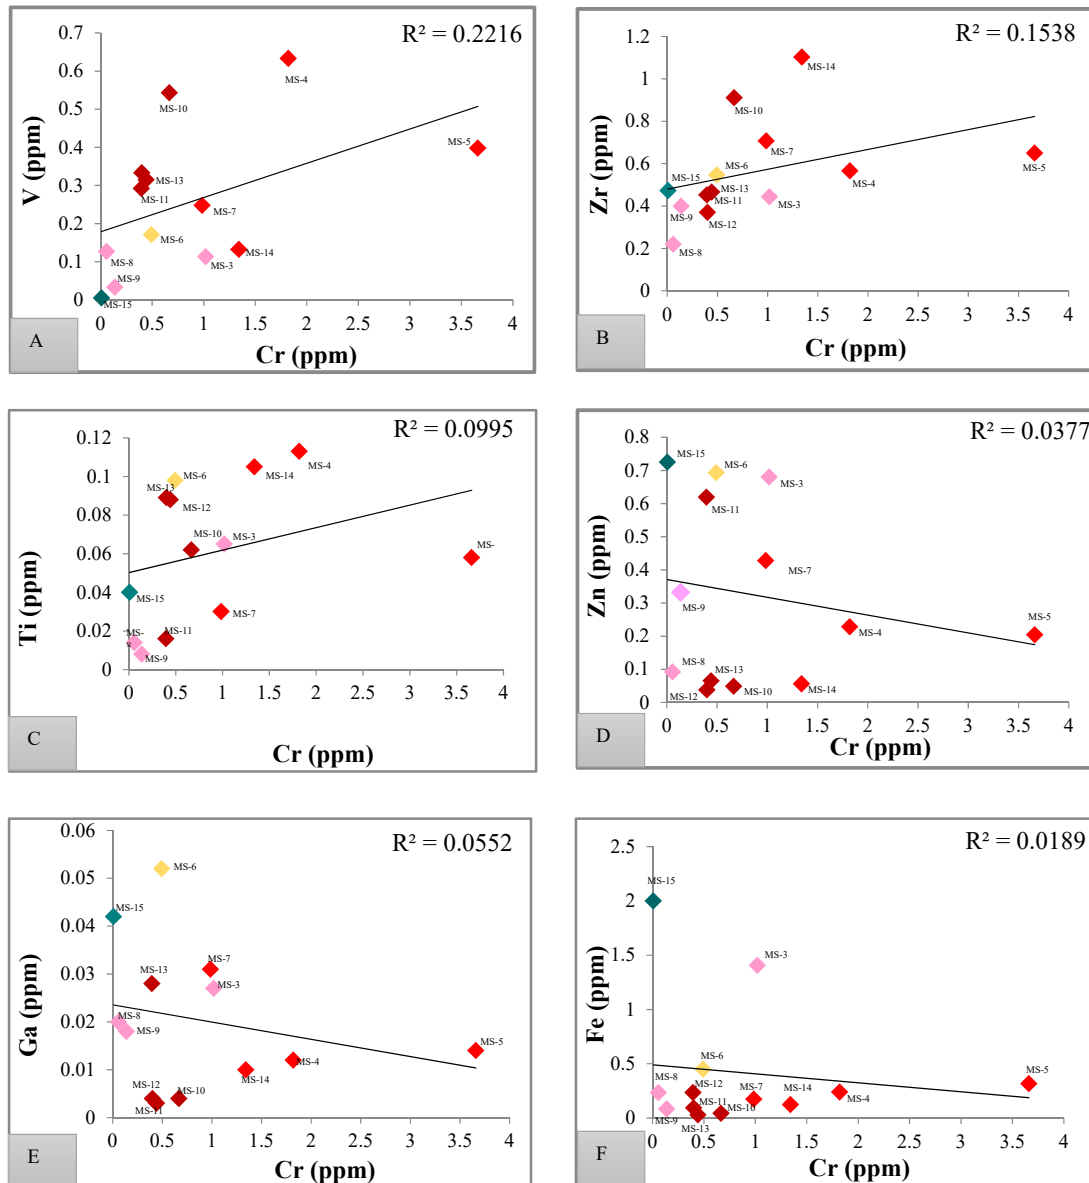 R² = 0.2216
V (ppm)
0.7
0.6
0.5
0.4
0.3
0.2
0.1
0
MS-4
MS-10
MS-5
MS-13
MS-11
MS-7
MS-6
MS-14
MS-3
MS-8
MS-9
MS-15
0 0.5 1 1.5 2 2.5 3 3.5 4
Cr (ppm)
A
R² = 0.1538
Zr (ppm)
1.2
1
0.8
0.6
0.4
0.2
0
MS-14
MS-10
MS-7
MS-6
MS-5
MS-4
MS-15
MS-13
MS-11
MS-3
MS-9
MS-12
MS-8
0 0.5 1 1.5 2 2.5 3 3.5 4
Cr (ppm)
B
R² = 0.0995
Ti (ppm)
0.12
0.1
0.08
0.06
0.04
0.02
0
MS-4
MS-14
MS-6
MS-13
MS-12
MS-10
MS-3
MS-
MS-15
MS-7
MS-11
MS-
MS-9
0 0.5 1 1.5 2 2.5 3 3.5 4
Cr (ppm)
C
R² = 0.0377
Zn (ppm)
0.8
0.7
0.6
0.5
0.4
0.3
0.2
0.1
0
MS-15
MS-6
MS-3
MS-11
MS-7
MS-9
MS-4
MS-5
MS-8
MS-13
MS-12
MS-10
MS-14
0 0.5 1 1.5 2 2.5 3 3.5 4
Cr (ppm)
D
R² = 0.0552
Ga (ppm)
0.06
0.05
0.04
0.03
0.02
0.01
0
MS-6
MS-15
MS-7
MS-13
MS-3
MS-8
MS-9
MS-5
MS-4
MS-14
MS-12
MS-10
MS-11
0 0.5 1 1.5 2 2.5 3 3.5 4
Cr (ppm)
E
R² = 0.0189
Fe (ppm)
2.5
2
1.5
1
0.5
0
MS-15
MS-3
MS-6
MS-5
MS-8
MS-12
MS-7
MS-14
MS-4
MS-11
MS-10
MS-9
MS-13
0 0.5 1 1.5 2 2.5 3 3.5 4
Cr (ppm)
F